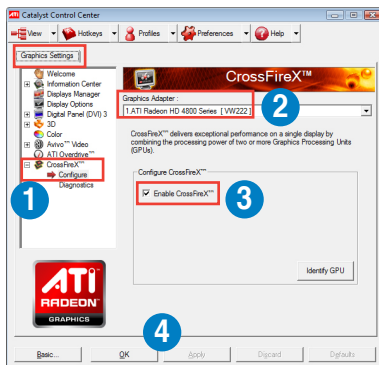 Catalyst Control Center
View Hotkeys Profiles Preferences Help
Graphics Settings
Welcome
Information Center
Displays Manager
Display Options
Digital Panel (DVI) 3
3D
Color
Avivo™ Video
ATI Overdrive™
CrossFireX™
Configure
Diagnostics
1
CrossFireX™
Graphics Adapter :
1.ATI Radeon HD 4800 Series [ VW222 ]
2
CrossFireX™ delivers exceptional performance on a single display by
combining the processing power of two or more Graphics Processing Units
(GPUs).
Configure CrossFireX™
Enable CrossFireX™
3
Identify GPU
ATI
RADEON
GRAPHICS
4
Basic... OK Apply Discard Defaults